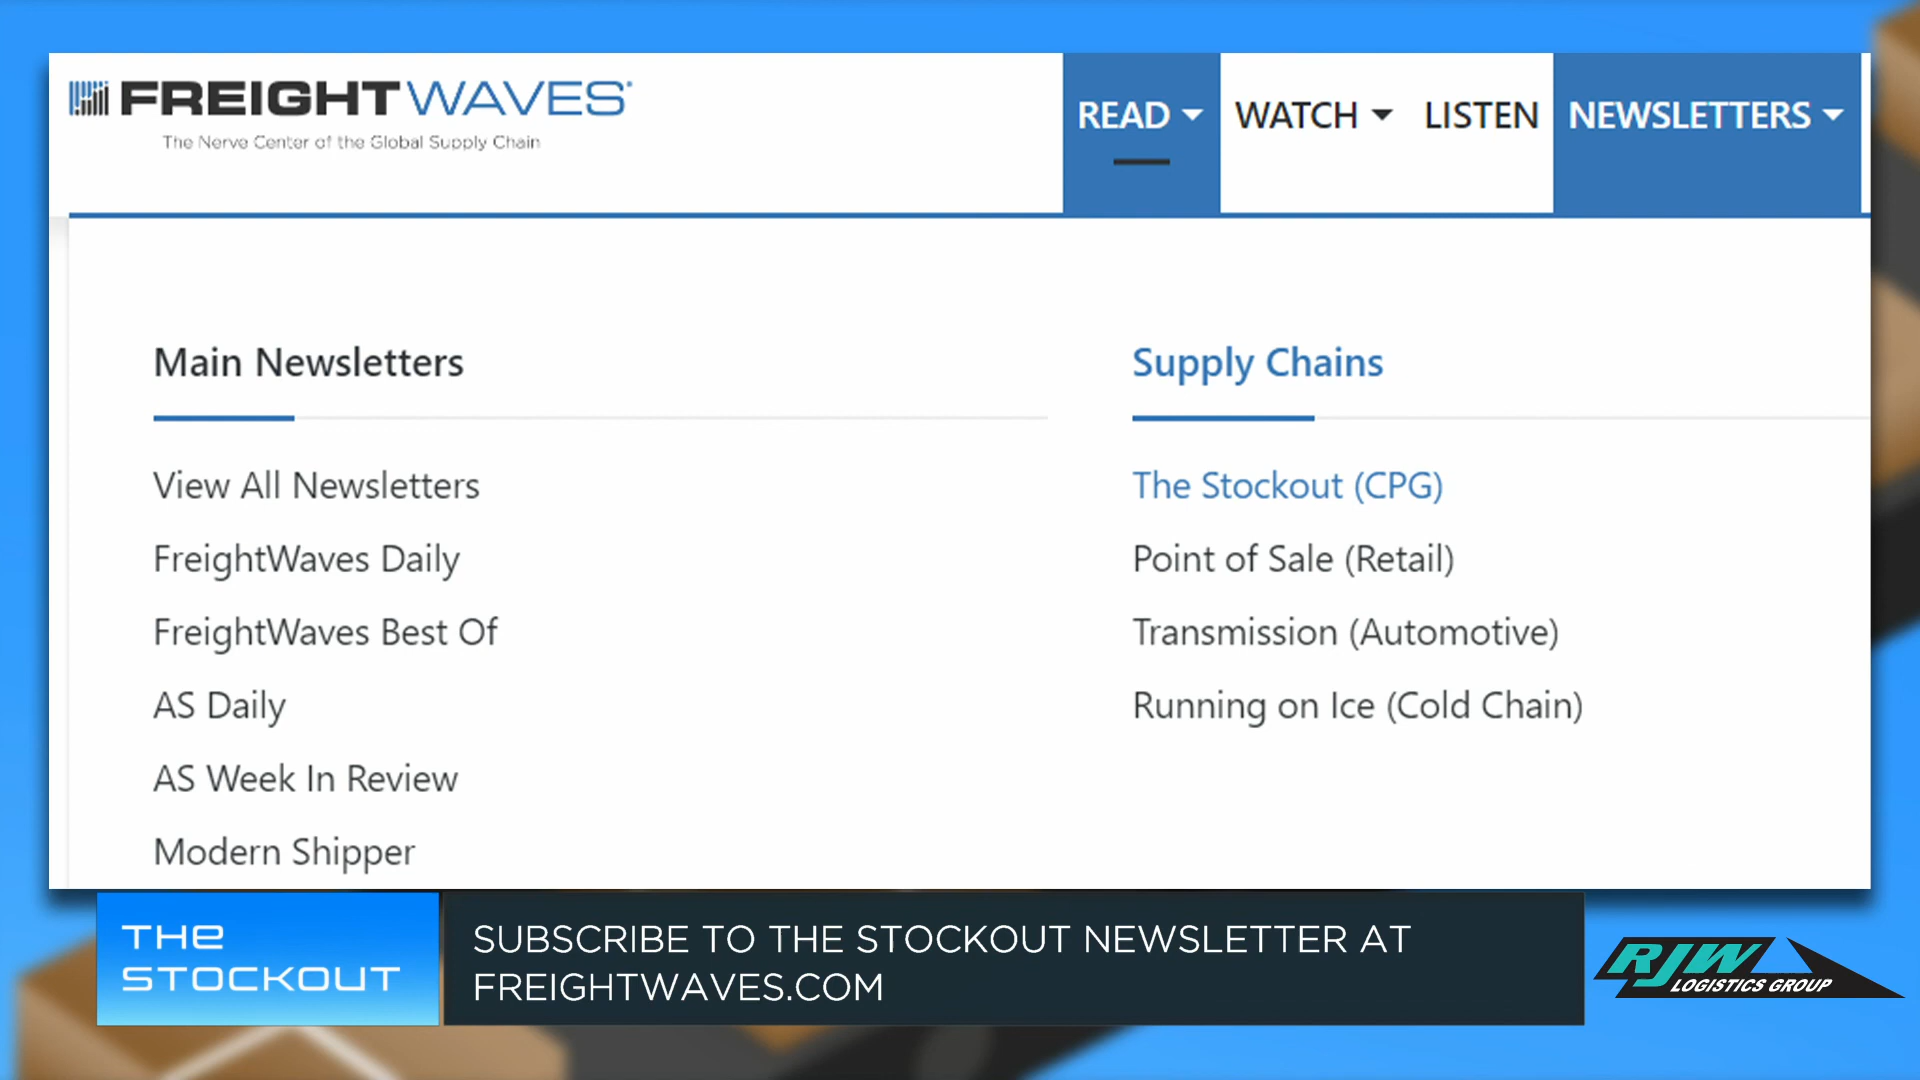 FREIGHTWAVES
The Nerve Center of the Global Supply Chain
READ WATCH LISTEN NEWSLETTERS
Main Newsletters
View All Newsletters
FreightWaves Daily
FreightWaves Best Of
AS Daily
AS Week In Review
Modern Shipper
Supply Chains
The Stockout (CPG)
Point of Sale (Retail)
Transmission (Automotive)
Running on Ice (Cold Chain)
THE
STOCKOUT
SUBSCRIBE TO THE STOCKOUT NEWSLETTER AT
FREIGHTWAVES.COM
RJW
LOGISTICS GROUP